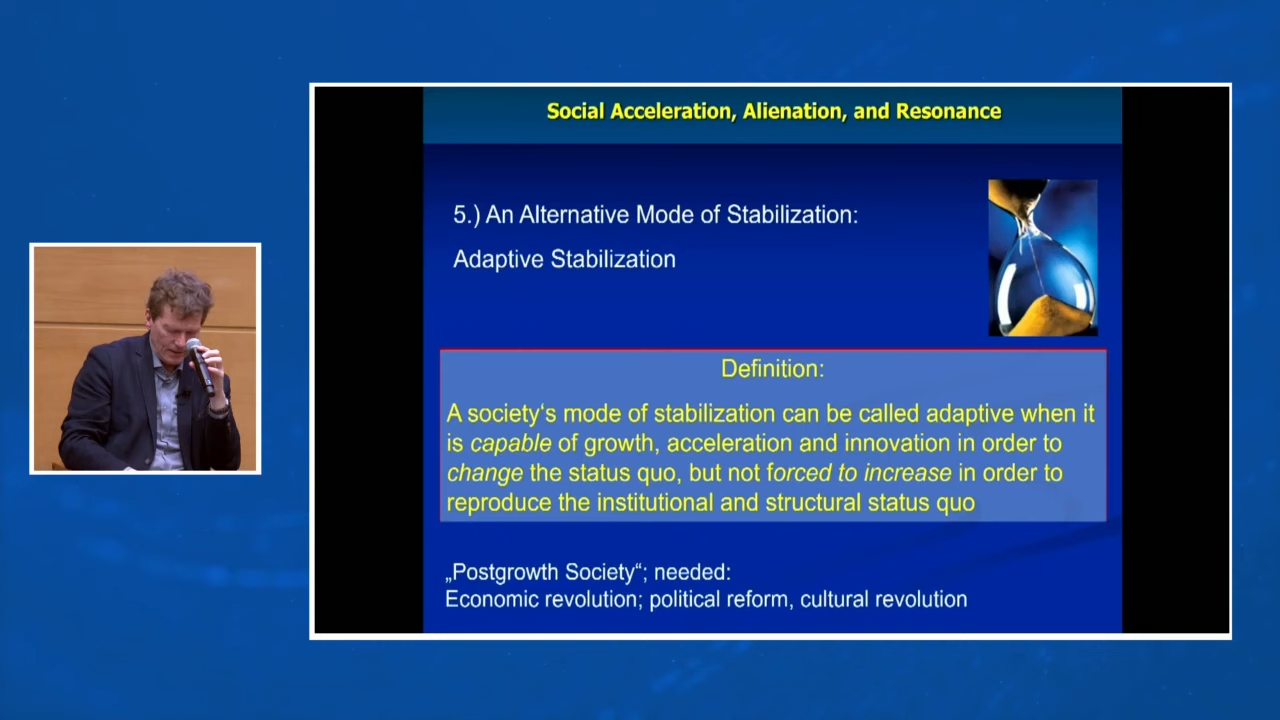 Social Acceleration, Alienation, and Resonance
5.) An Alternative Mode of Stabilization:
Adaptive Stabilization
Definition:
A society‘s mode of stabilization can be called adaptive when it
is capable of growth, acceleration and innovation in order to
change the status quo, but not forced to increase in order to
reproduce the institutional and structural status quo
„Postgrowth Society“; needed:
Economic revolution; political reform, cultural revolution